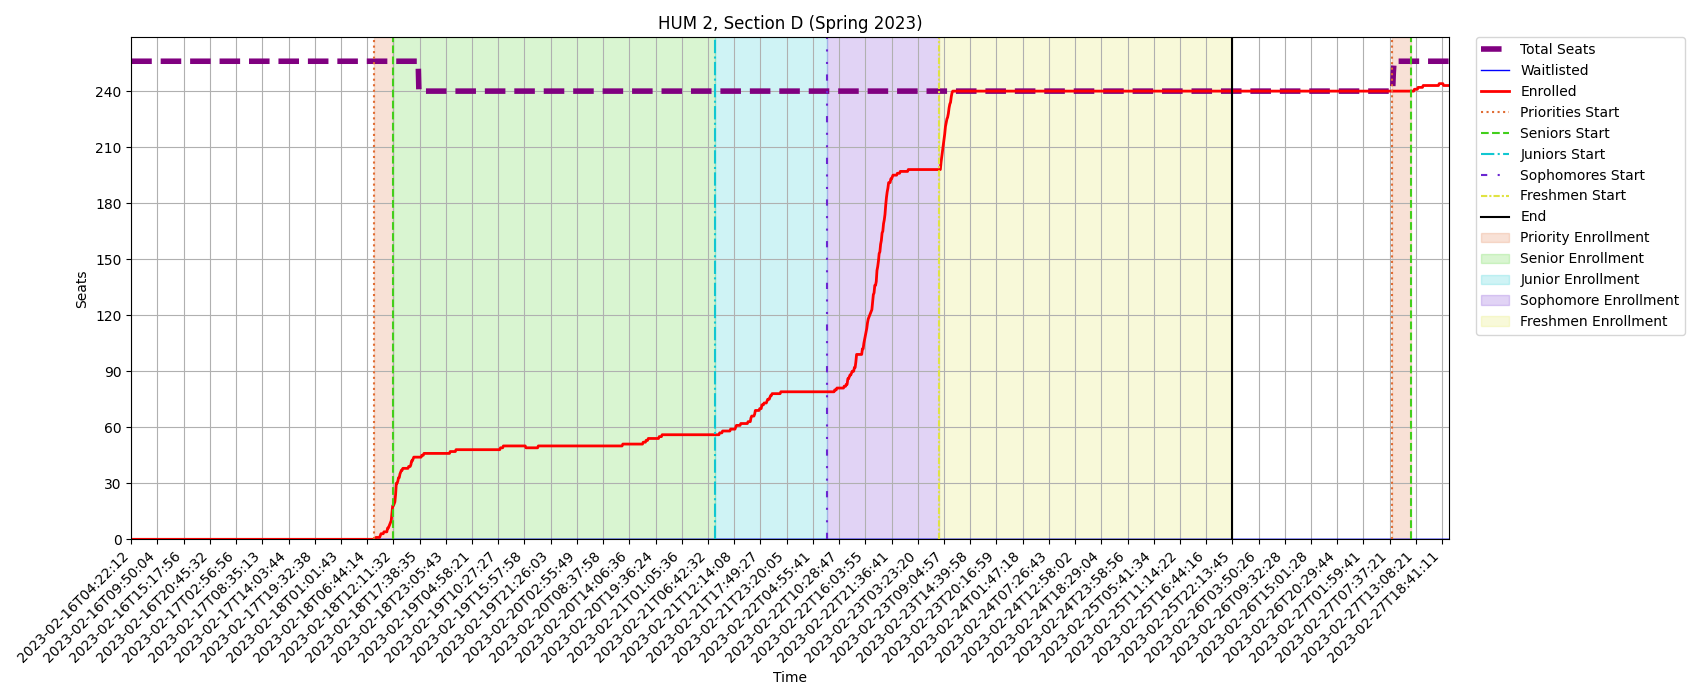 HUM 2, Section D (Spring 2023)
Total Seats
Waitlisted
Enrolled
Priorities Start
Seniors Start
Juniors Start
Sophomores Start
Freshmen Start
End
Priority Enrollment
Senior Enrollment
Junior Enrollment
Sophomore Enrollment
Freshmen Enrollment
Seats
240
210
180
150
120
90
60
30
0
2023-02-16T04:22:12
2023-02-16T09:50:04
2023-02-16T15:17:56
2023-02-16T20:45:32
2023-02-17T02:56:56
2023-02-17T08:35:13
2023-02-17T14:03:44
2023-02-17T19:32:38
2023-02-18T01:01:43
2023-02-18T06:44:14
2023-02-18T12:11:32
2023-02-18T17:38:35
2023-02-18T23:05:43
2023-02-19T04:58:21
2023-02-19T10:27:27
2023-02-19T15:57:58
2023-02-19T21:26:03
2023-02-20T02:55:49
2023-02-20T08:37:58
2023-02-20T14:06:36
2023-02-20T19:36:24
2023-02-21T01:05:36
2023-02-21T06:42:32
2023-02-21T12:14:08
2023-02-21T17:49:27
2023-02-21T23:20:05
2023-02-22T04:55:41
2023-02-22T10:28:47
2023-02-22T16:03:55
2023-02-22T21:36:41
2023-02-23T03:23:20
2023-02-23T09:04:57
2023-02-23T14:39:58
2023-02-23T20:16:59
2023-02-24T01:47:18
2023-02-24T07:26:43
2023-02-24T12:58:02
2023-02-24T18:29:04
2023-02-24T23:58:56
2023-02-25T05:41:34
2023-02-25T11:14:22
2023-02-25T16:44:16
2023-02-25T22:13:45
2023-02-26T03:50:26
2023-02-26T09:32:28
2023-02-26T15:01:28
2023-02-26T20:29:44
2023-02-27T01:59:41
2023-02-27T07:37:21
2023-02-27T13:08:21
2023-02-27T18:41:11
Time